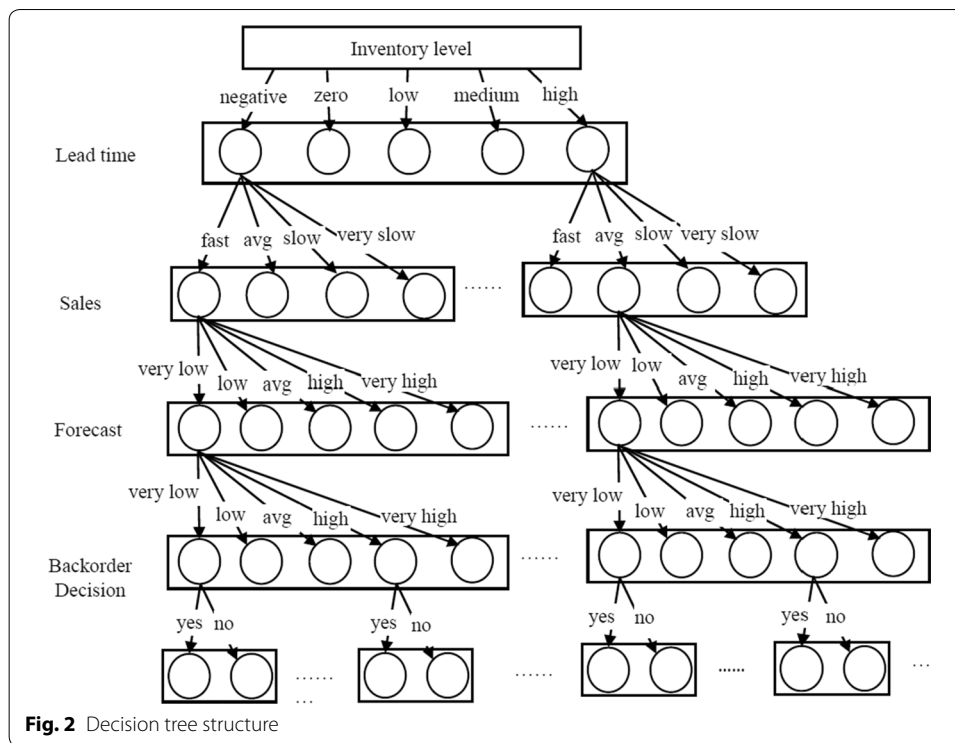 Inventory level
negative zero low medium high
Lead time
fast avg slow very slow fast avg slow very slow
Sales ...... ......
very low low avg high very high very low low avg high very high
Forecast ......
very low low avg high very high very low low avg high very high
Backorder
Decision ......
yes no yes no yes no yes no
...... ... ...... ...... ...
Fig. 2 Decision tree structure